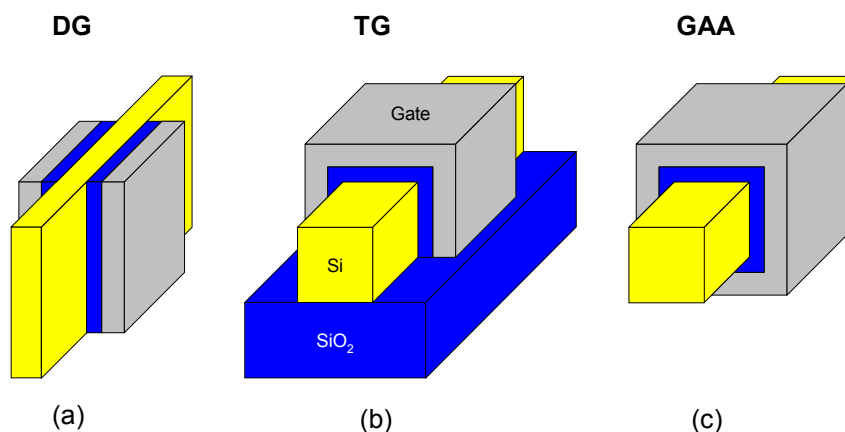 DG
TG
GAA
Gate
Si
SiO₂
(a)
(b)
(c)